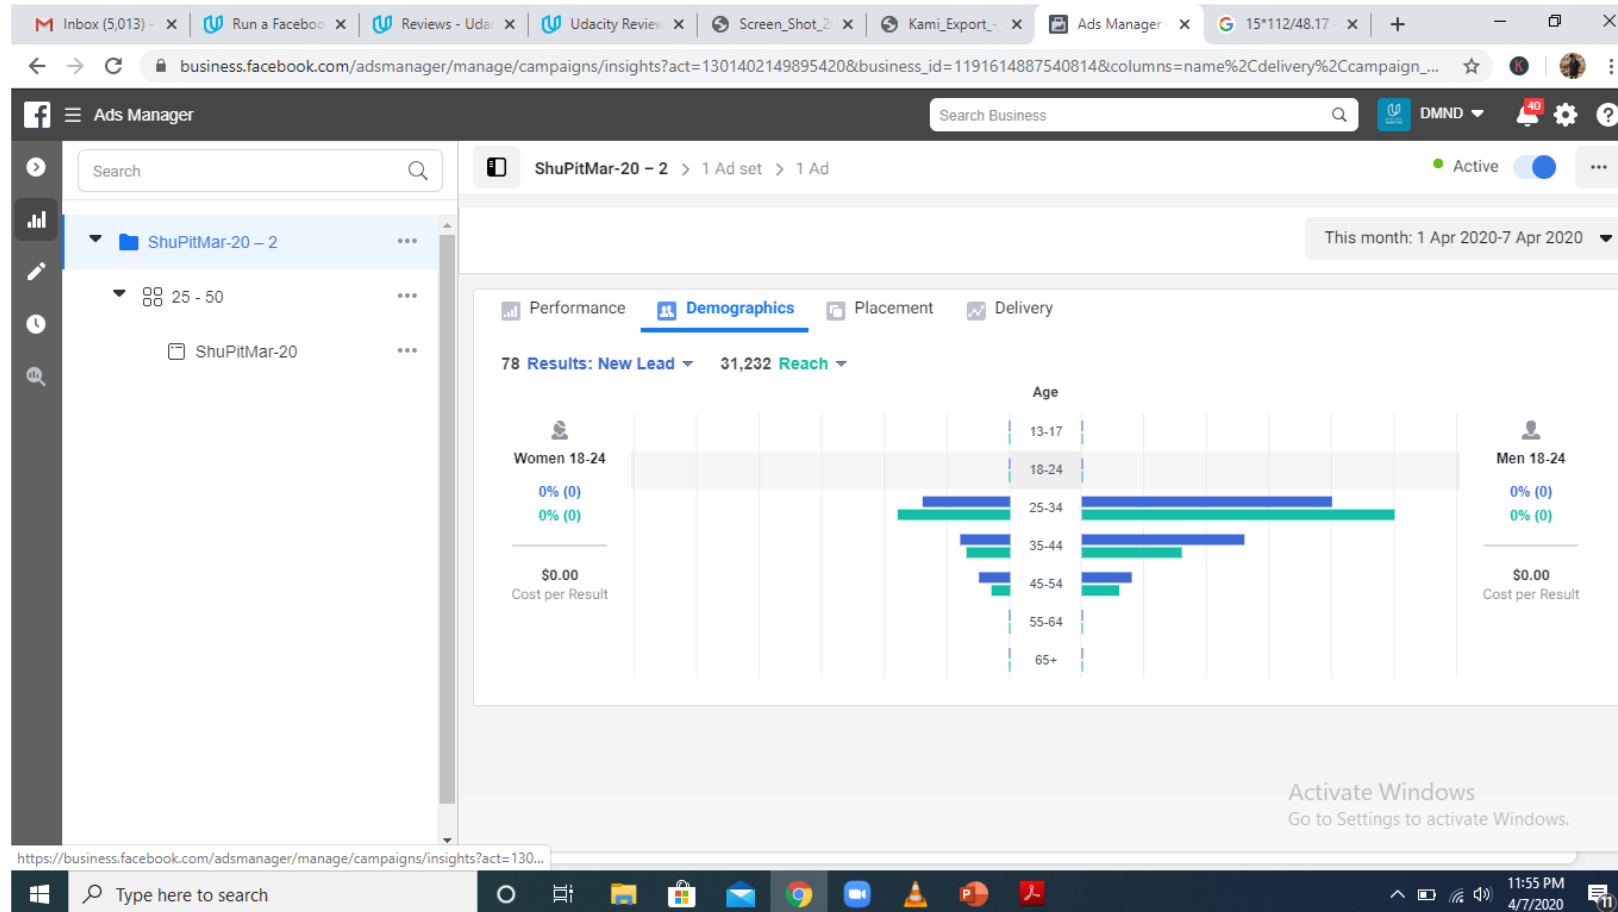 Inbox (5,013) -
Run a Faceboo
Reviews - Udac
Udacity Review
Screen_Shot_2
Kami_Export_-_
Ads Manager -
15*112/48.17 -
business.facebook.com/adsmanager/manage/campaigns/insights?act=1301402149895420&business_id=1191614887540814&columns=name%2Cdelivery%2Ccampaign_...
K
Ads Manager
Search Business
DMND
40
Search
ShuPitMar-20 – 2
1 Ad set
1 Ad
Active
ShuPitMar-20 – 2
This month: 1 Apr 2020-7 Apr 2020
25 - 50
ShuPitMar-20
Performance
Demographics
Placement
Delivery
78 Results: New Lead
31,232 Reach
Age
13-17
18-24
25-34
35-44
45-54
55-64
65+
Women 18-24
0% (0)
0% (0)
$0.00
Cost per Result
Men 18-24
0% (0)
0% (0)
$0.00
Cost per Result
Activate Windows
Go to Settings to activate Windows.
https://business.facebook.com/adsmanager/manage/campaigns/insights?act=130...
Type here to search
11:55 PM
4/7/2020
11